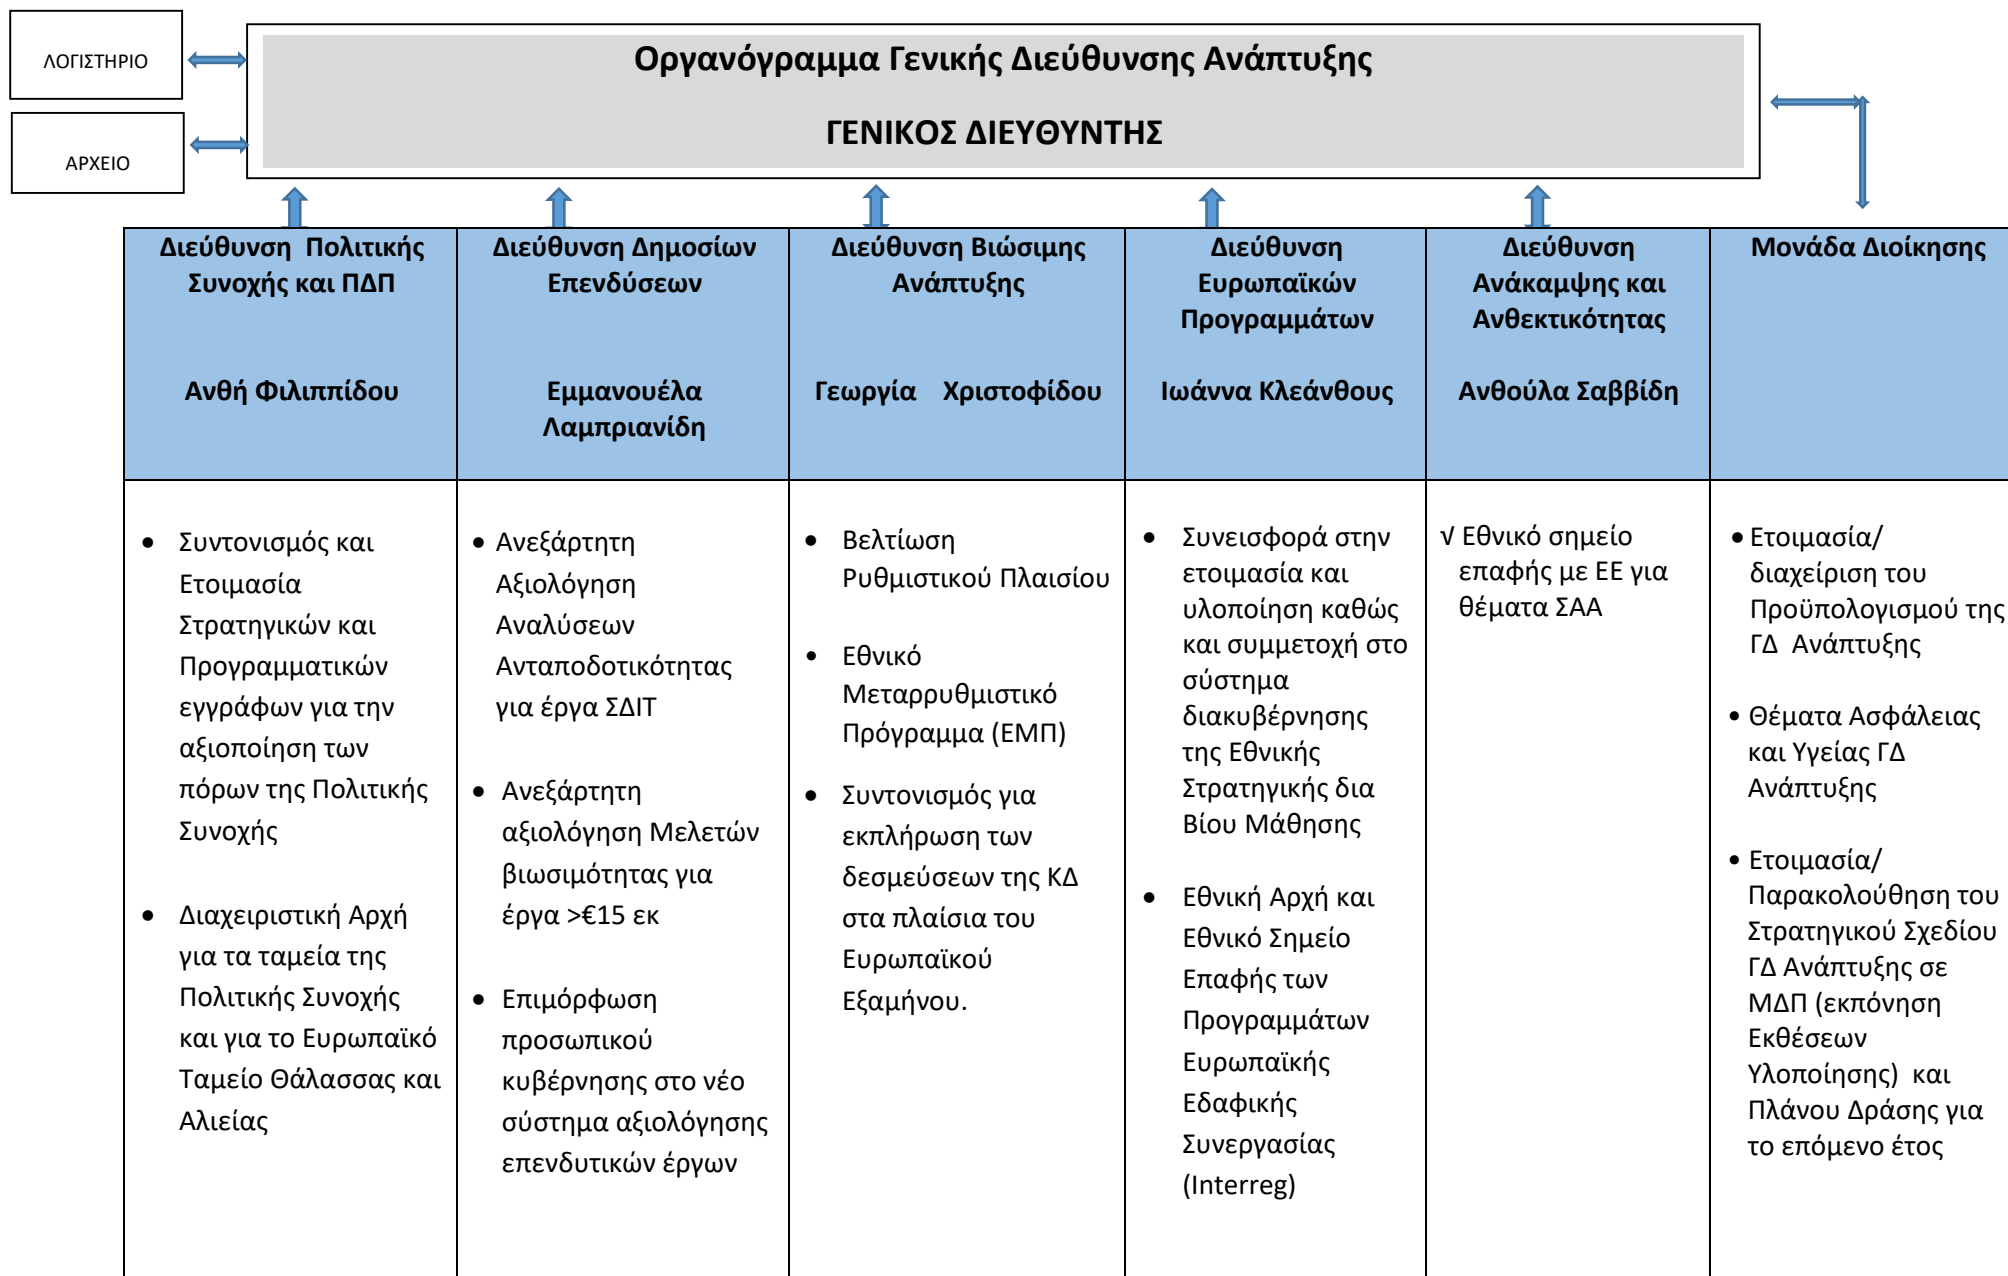 ΛΟΓΙΣΤΗΡΙΟ
ΑΡΧΕΙΟ
Οργανόγραμμα Γενικής Διεύθυνσης Ανάπτυξης
ΓΕΝΙΚΟΣ ΔΙΕΥΘΥΝΤΗΣ
Διεύθυνση Πολιτικής
Συνοχής και ΠΔΠ
Ανθή Φιλιππίδου
Διεύθυνση Δημοσίων
Επενδύσεων
Εμμανουέλα
Λαμπριανίδη
Διεύθυνση Βιώσιμης
Ανάπτυξης
Γεωργία Χριστοφίδου
Διεύθυνση
Ευρωπαϊκών
Προγραμμάτων
Ιωάννα Κλεάνθους
Διεύθυνση
Ανάκαμψης και
Ανθεκτικότητας
Ανθούλα Σαββίδη
Μονάδα Διοίκησης
• Συντονισμός και
Ετοιμασία
Στρατηγικών και
Προγραμματικών
εγγράφων για την
αξιοποίηση των
πόρων της Πολιτικής
Συνοχής
• Διαχειριστική Αρχή
για τα ταμεία της
Πολιτικής Συνοχής
και για το Ευρωπαϊκό
Ταμείο Θάλασσας και
Αλιείας
• Ανεξάρτητη
Αξιολόγηση
Αναλύσεων
Ανταποδοτικότητας
για έργα ΣΔΙΤ
• Ανεξάρτητη
αξιολόγηση Μελετών
βιωσιμότητας για
έργα >€15 εκ
• Επιμόρφωση
προσωπικού
κυβέρνησης στο νέο
σύστημα αξιολόγησης
επενδυτικών έργων
• Βελτίωση
Ρυθμιστικού Πλαισίου
• Εθνικό
Μεταρρυθμιστικό
Πρόγραμμα (ΕΜΠ)
• Συντονισμός για
εκπλήρωση των
δεσμεύσεων της ΚΔ
στα πλαίσια του
Ευρωπαϊκού
Εξαμήνου.
• Συνεισφορά στην
ετοιμασία και
υλοποίηση καθώς
και συμμετοχή στο
σύστημα
διακυβέρνησης
της Εθνικής
Στρατηγικής δια
Βίου Μάθησης
• Εθνική Αρχή και
Εθνικό Σημείο
Επαφής των
Προγραμμάτων
Ευρωπαϊκής
Εδαφικής
Συνεργασίας
(Interreg)
√ Εθνικό σημείο
επαφής με ΕΕ για
θέματα ΣΑΑ
• Ετοιμασία/
διαχείριση του
Προϋπολογισμού της
ΓΔ Ανάπτυξης
• Θέματα Ασφάλειας
και Υγείας ΓΔ
Ανάπτυξης
• Ετοιμασία/
Παρακολούθηση του
Στρατηγικού Σχεδίου
ΓΔ Ανάπτυξης σε
ΜΔΠ (εκπόνηση
Εκθέσεων
Υλοποίησης) και
Πλάνου Δράσης για
το επόμενο έτος